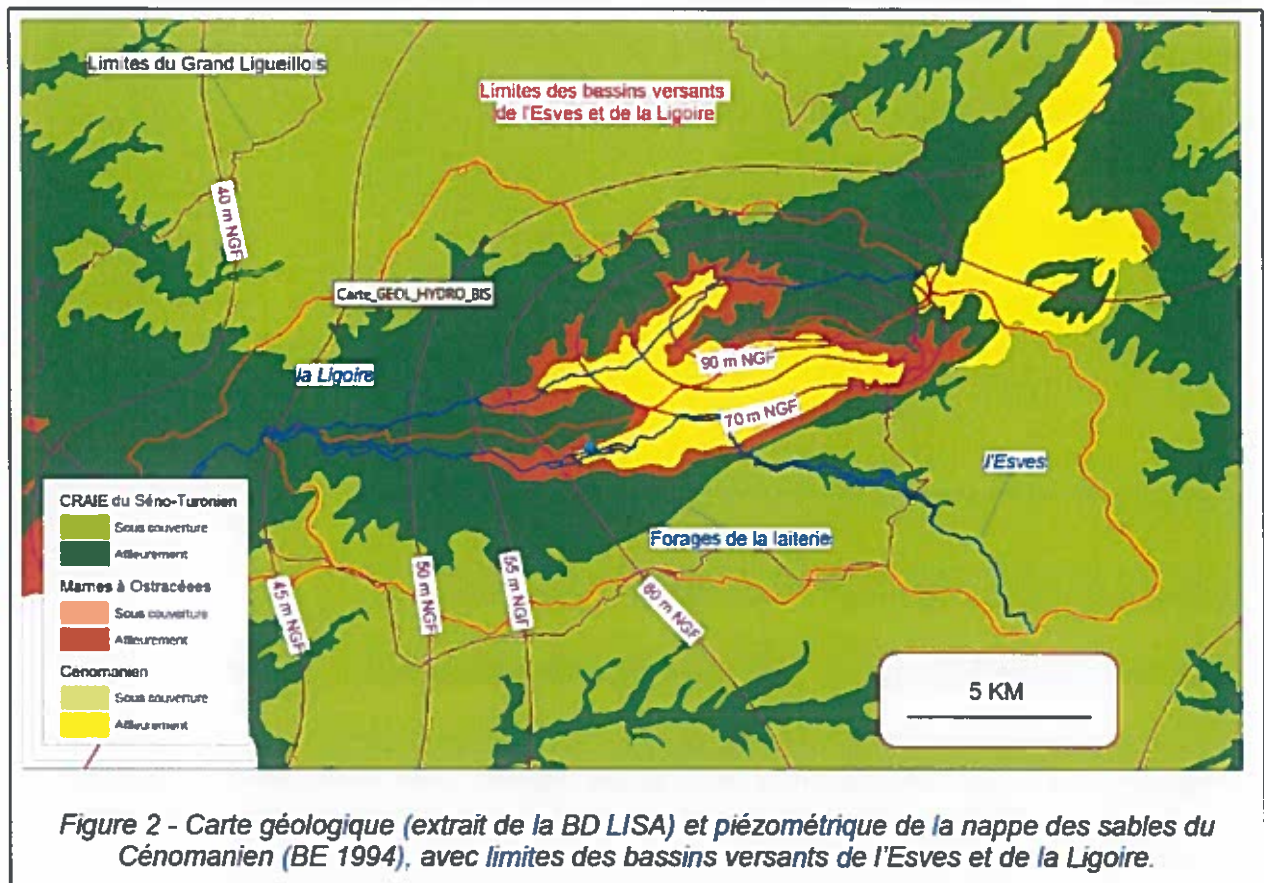 Limites du Grand Ligueillois
Limites des bassins versants
de l'Esves et de la Ligoire
40 m NGF
Carte_GEOL_HYDRO_BIS
la Ligoire
90 m NGF
70 m NGF
l'Esves
Forages de la laiterie
45 m NGF
50 m NGF
55 m NGF
60 m NGF
CRAIE du Séno-Turonien
Sous couverture
Affleurement
Marnes à Ostracées
Sous couverture
Affleurement
Cénomanien
Sous couverture
Affleurement
5 KM
Figure 2 - Carte géologique (extrait de la BD LISA) et piézométrique de la nappe des sables du
Cénomanien (BE 1994), avec limites des bassins versants de l'Esves et de la Ligoire.